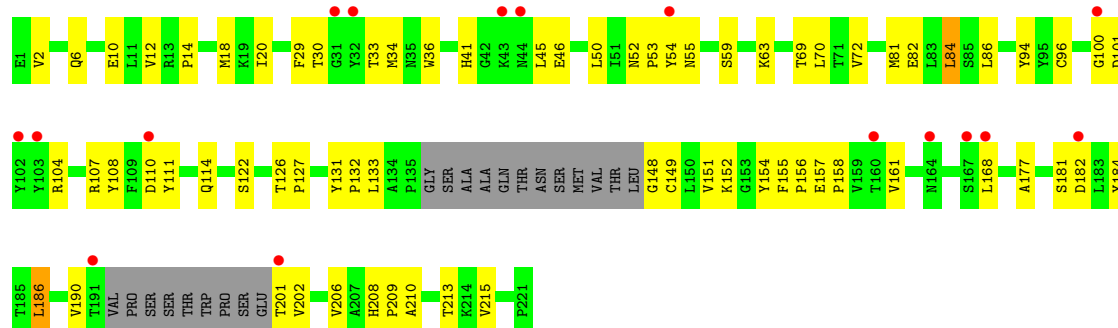 E1 V2 Q6 E10 L11 V12 R13 P14 M18 K19 I20 F29 T30 G31 Y32 T33 M34 N35 W36 H41 G42 K43 N44 L45 E46 L50 I51 N52 P53 Y54 N55 S59 K63 T69 L70 T71 V72 M81 E82 L83 L84 S85 L86 Y94 Y95 C96 G100 D101
Y102 Y103 R104 R107 Y108 F109 D110 Y111 Q114 S122 T126 P127 Y131 P132 L133 A134 P135 GLY SER ALA ALA GLN THR ASN SER MET VAL THR LEU G148 C149 L150 V151 K152 G153 Y154 F155 P156 E157 P158 V159 T160 V161 N164 S167 L168 A177 S181 D182 L183 Y184
T185 L186 V190 T191 VAL PRO SER SER THR TRP PRO SER GLU T201 V202 V206 A207 H208 P209 A210 T213 K214 V215 P221